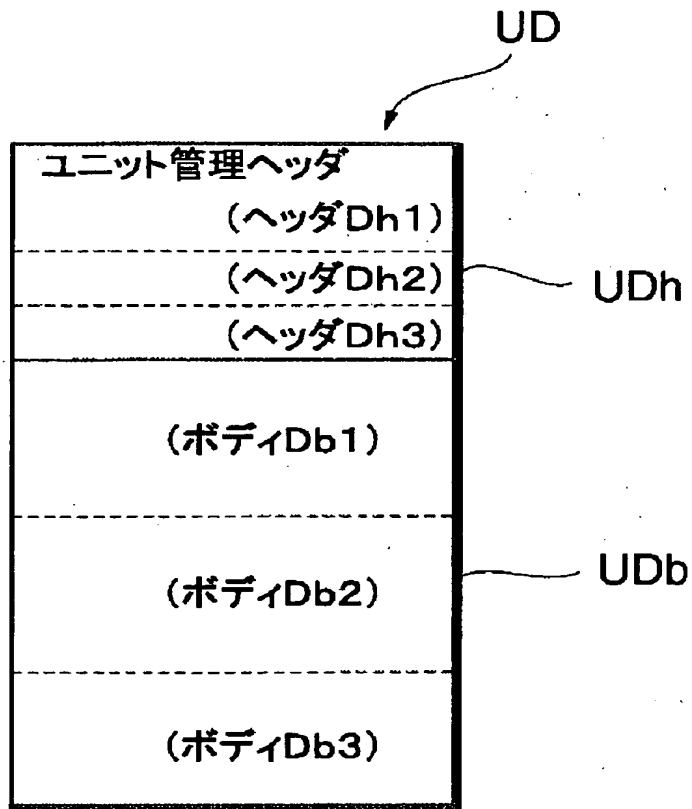 UD
ユニット管理ヘッダ
(ヘッダDh1)
(ヘッダDh2)
UDh
(ヘッダDh3)
(ボディDb1)
(ボディDb2)
UDb
(ボディDb3)